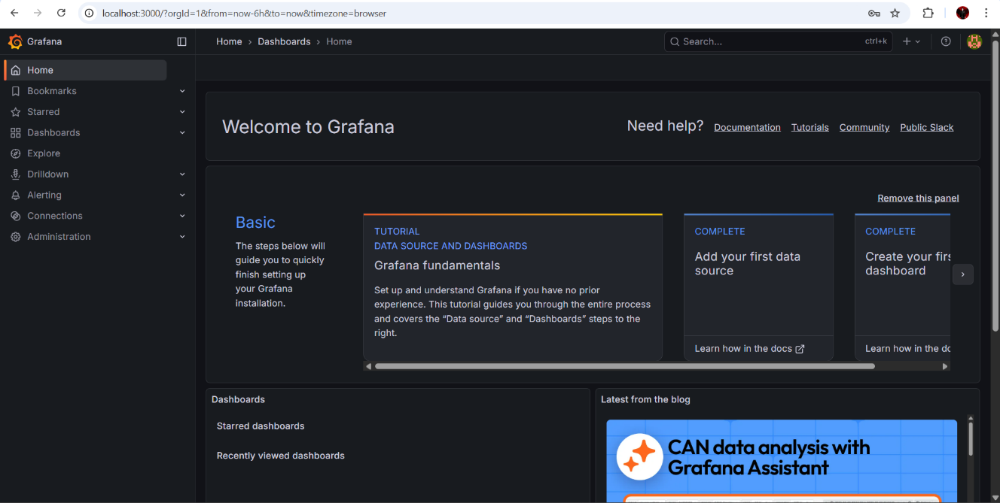 localhost:3000/?orgId=1&from=now-6h&to=now&timezone=browser
Grafana
Home › Dashboards › Home
Search...
ctrl+k
Home
Bookmarks
Starred
Dashboards
Explore
Drilldown
Alerting
Connections
Administration
Welcome to Grafana
Need help?
Documentation
Tutorials
Community
Public Slack
Remove this panel
Basic
The steps below will
guide you to quickly
finish setting up
your Grafana
installation.
TUTORIAL
DATA SOURCE AND DASHBOARDS
Grafana fundamentals
Set up and understand Grafana if you have no prior
experience. This tutorial guides you through the entire process
and covers the “Data source” and “Dashboards” steps to the
right.
COMPLETE
Add your first data
source
Learn how in the docs
COMPLETE
Create your
dashboard
Learn how in the
Dashboards
Starred dashboards
Recently viewed dashboards
Latest from the blog
CAN data analysis with
Grafana Assistant